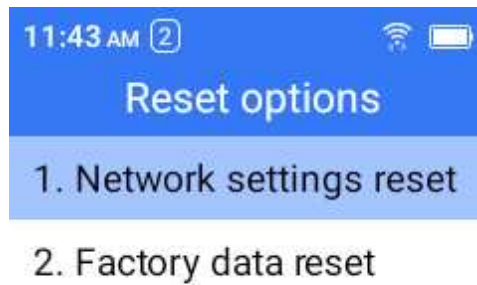 11:43 AM 2
Reset options
1. Network settings reset
2. Factory data reset